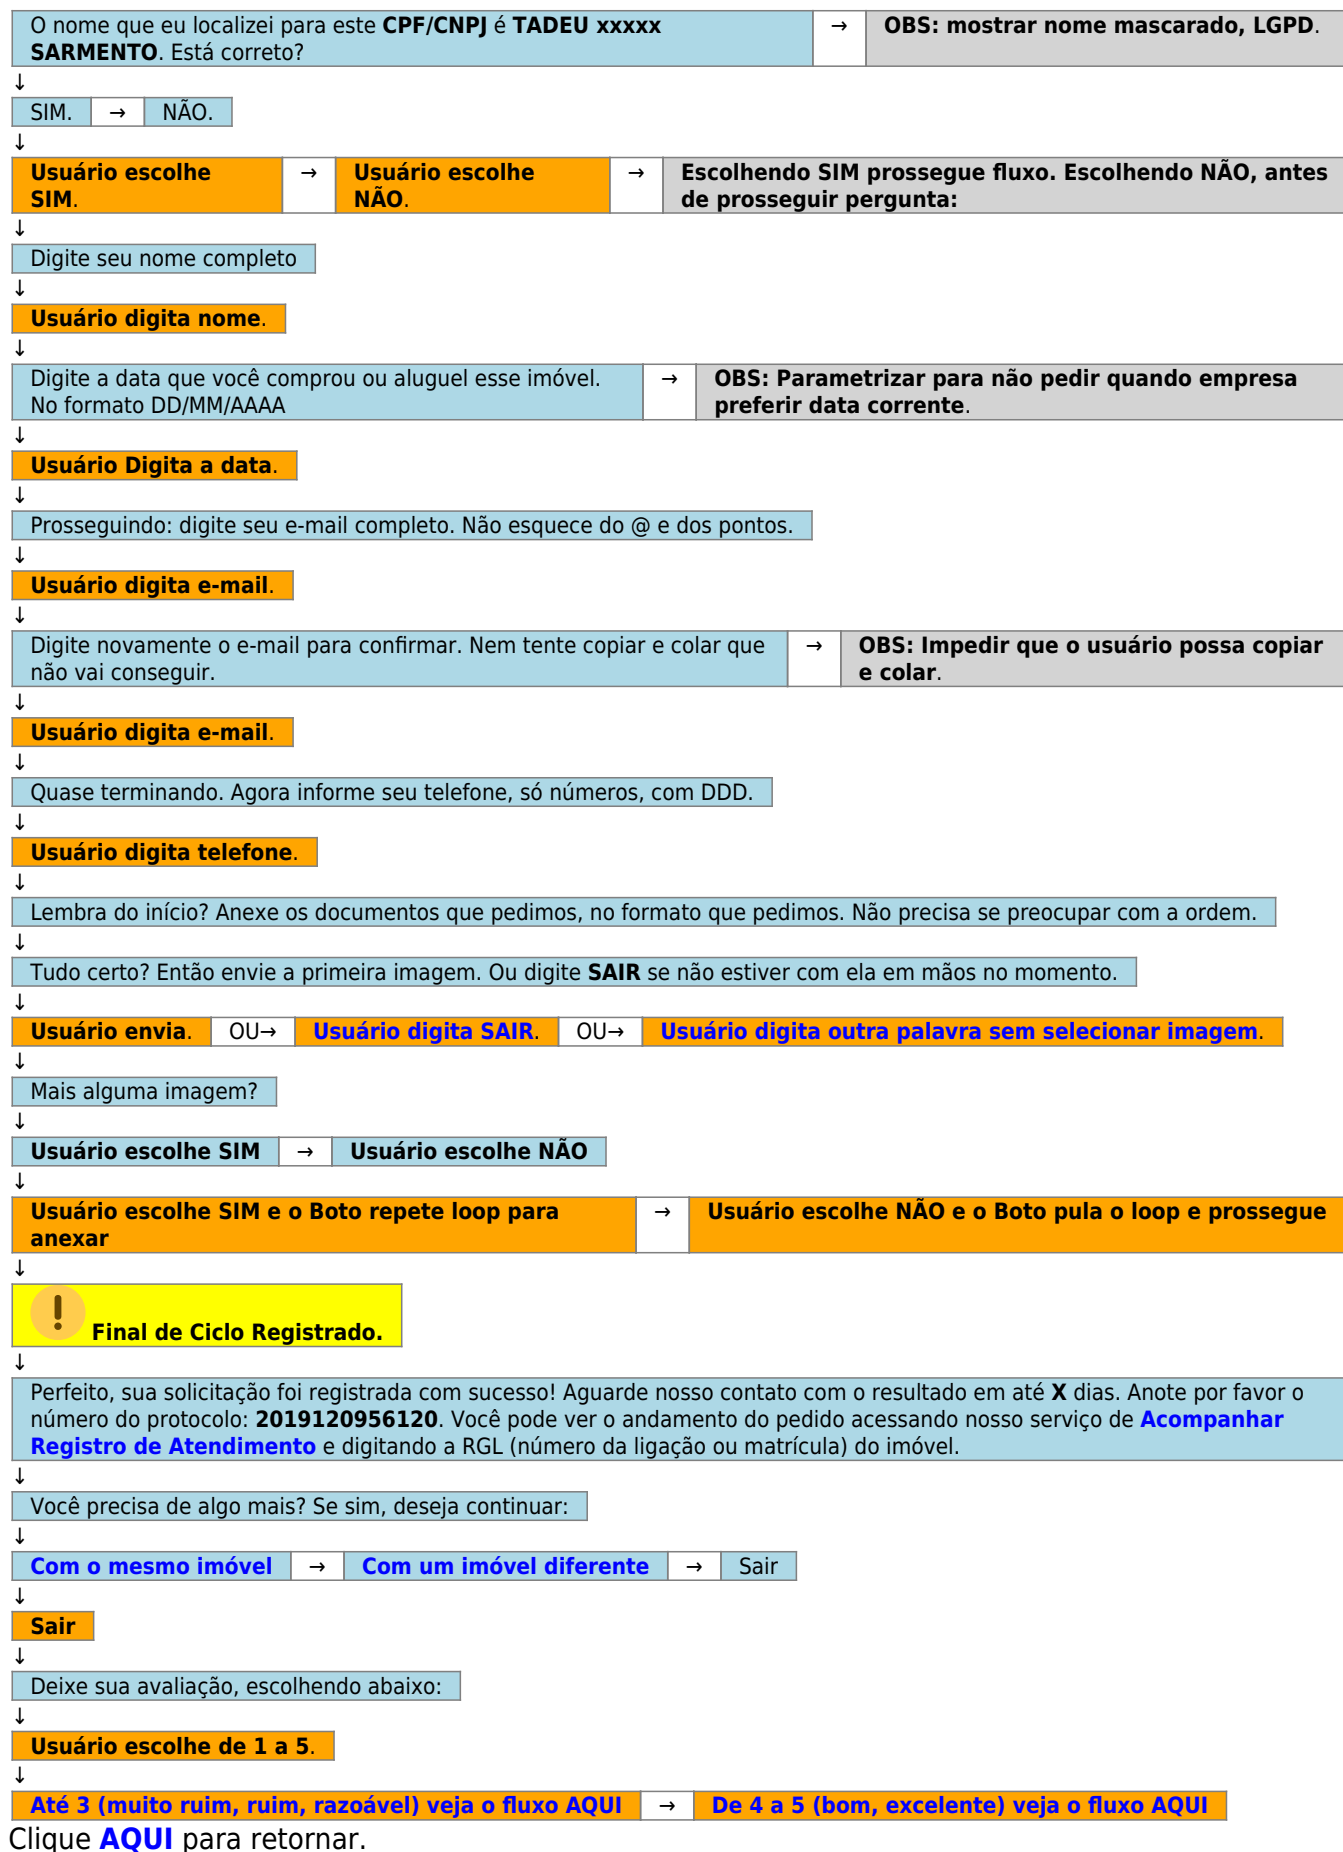 O nome que eu localizei para este CPF/CNPJ é TADEU xxxxx → OBS: mostrar nome mascarado, LGPD.
SARMENTO. Está correto?
↓
SIM. → NÃO.
↓
Usuário escolhe → Usuário escolhe → Escolhendo SIM prossegue fluxo. Escolhendo NÃO, antes
SIM. NÃO. de prosseguir pergunta:
↓
Digite seu nome completo
↓
Usuário digita nome.
↓
Digite a data que você comprou ou aluguel esse imóvel. → OBS: Parametrizar para não pedir quando empresa
No formato DD/MM/AAAA preferir data corrente.
↓
Usuário Digita a data.
↓
Prosseguindo: digite seu e-mail completo. Não esquece do @ e dos pontos.
↓
Usuário digita e-mail.
↓
Digite novamente o e-mail para confirmar. Nem tente copiar e colar que → OBS: Impedir que o usuário possa copiar
não vai conseguir. e colar.
↓
Usuário digita e-mail.
↓
Quase terminando. Agora informe seu telefone, só números, com DDD.
↓
Usuário digita telefone.
↓
Lembra do início? Anexe os documentos que pedimos, no formato que pedimos. Não precisa se preocupar com a ordem.
↓
Tudo certo? Então envie a primeira imagem. Ou digite SAIR se não estiver com ela em mãos no momento.
↓
Usuário envia. OU→ Usuário digita SAIR. OU→ Usuário digita outra palavra sem selecionar imagem.
↓
Mais alguma imagem?
↓
Usuário escolhe SIM → Usuário escolhe NÃO
↓
Usuário escolhe SIM e o Boto repete loop para → Usuário escolhe NÃO e o Boto pula o loop e prossegue
anexar
↓
Final de Ciclo Registrado.
↓
Perfeito, sua solicitação foi registrada com sucesso! Aguarde nosso contato com o resultado em até X dias. Anote por favor o
número do protocolo: 2019120956120. Você pode ver o andamento do pedido acessando nosso serviço de Acompanhar
Registro de Atendimento e digitando a RGL (número da ligação ou matrícula) do imóvel.
↓
Você precisa de algo mais? Se sim, deseja continuar:
↓
Com o mesmo imóvel → Com um imóvel diferente → Sair
↓
Sair
↓
Deixe sua avaliação, escolhendo abaixo:
↓
Usuário escolhe de 1 a 5.
↓
Até 3 (muito ruim, ruim, razoável) veja o fluxo AQUI → De 4 a 5 (bom, excelente) veja o fluxo AQUI
Clique AQUI para retornar.